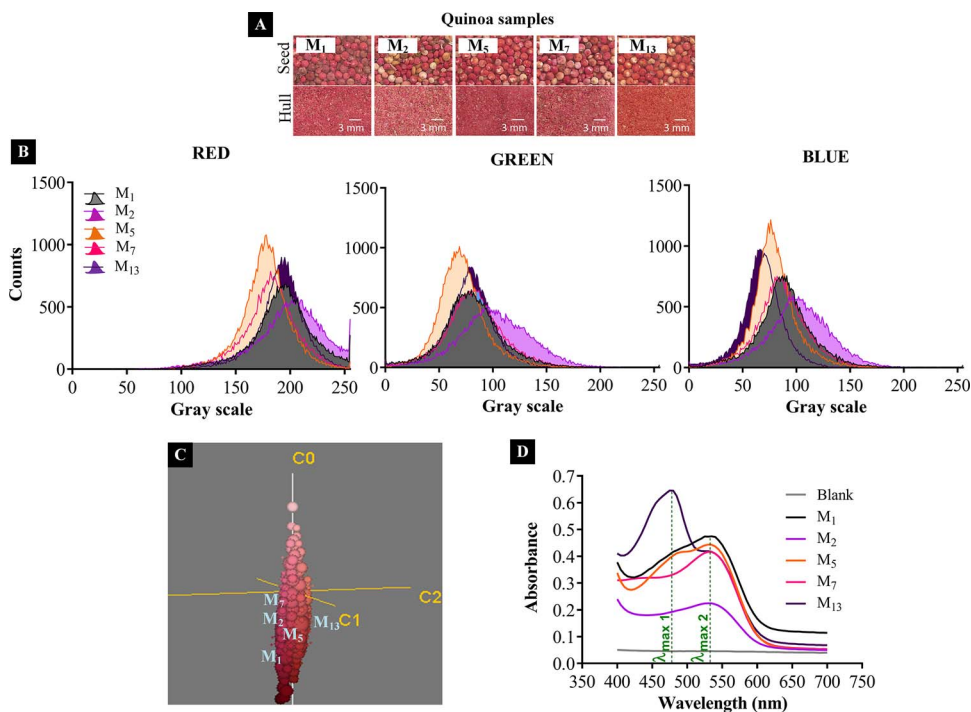 A
Quinoa samples
Seed
M1 M2 M5 M7 M13
Hull
3 mm 3 mm 3 mm 3 mm 3 mm
B
RED GREEN BLUE
Counts
1500 1500 1500
1000 1000 1000
500 500 500
0 0 0
M1
M2
M5
M7
M13
0 50 100 150 200 250 0 50 100 150 200 250 0 50 100 150 200 250
Gray scale Gray scale Gray scale
C
C0
C2
C1
M7
M2
M13
M5
M1
D
Absorbance
0.7
0.6
0.5
0.4
0.3
0.2
0.1
0.0
λmax 1
λmax 2
350 400 450 500 550 600 650 700 750
Wavelength (nm)
Blank
M1
M2
M5
M7
M13